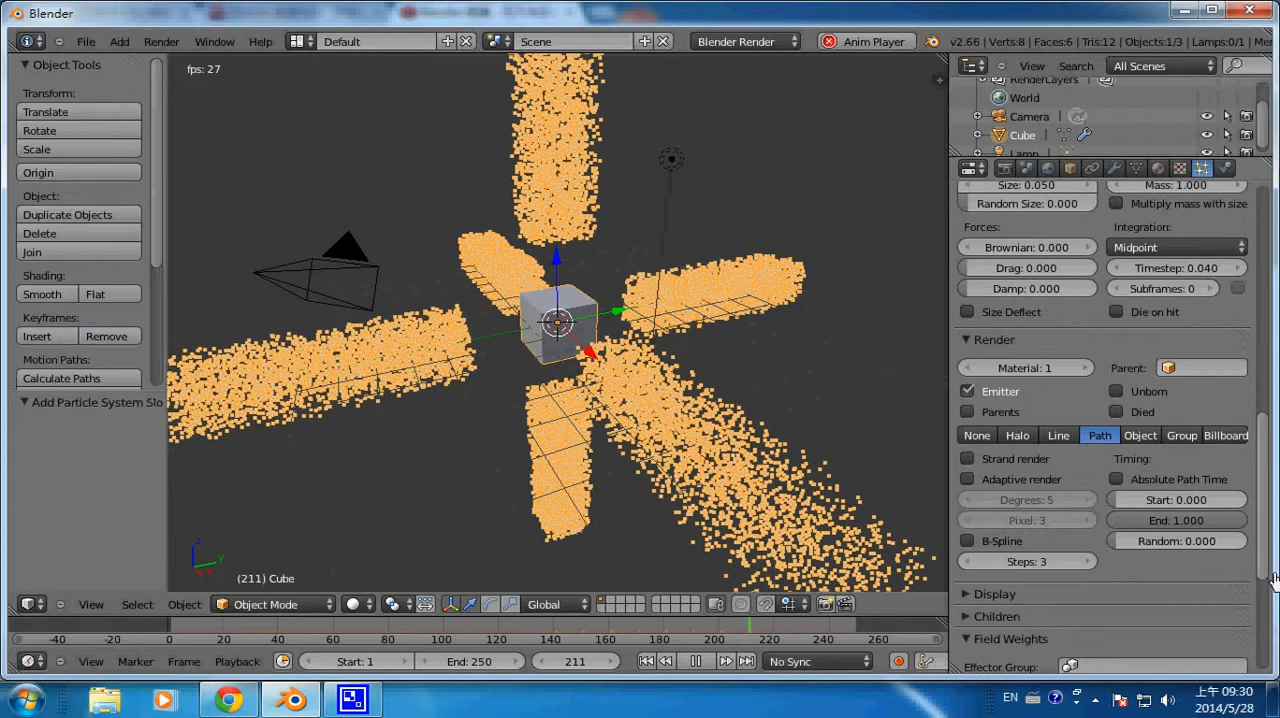 Blender
File Add Render Window Help Default Scene Blender Render Anim Player v2.66 | Verts:8 | Faces:6 | Tris:12 | Objects:1/3 | Lamps:0/1 |
Object Tools
Transform:
Translate
Rotate
Scale
Origin
Object:
Duplicate Objects
Delete
Join
Shading:
Smooth Flat
Keyframes:
Insert Remove
Motion Paths:
Calculate Paths
Add Particle System Slo
fps: 27
(211) Cube
View Search All Scenes
RenderLayers
World
Camera
Cube
Lamp
Size: 0.050 Mass: 1.000
Random Size: 0.000 Multiply mass with size
Forces: Integration:
Brownian: 0.000 Midpoint
Drag: 0.000 Timestep: 0.040
Damp: 0.000 Subframes: 0
Size Deflect Die on hit
Render
Material: 1 Parent:
Emitter Unborn
Parents Died
None Halo Line Path Object Group Billboard
Strand render Timing:
Adaptive render Absolute Path Time
Degrees: 5 Start: 0.000
Pixel: 3 End: 1.000
B-Spline Random: 0.000
Steps: 3
Display
Children
Field Weights
Effector Group:
View Select Object Object Mode Global
-40 -20 0 20 40 60 80 100 120 140 160 180 200 220 240 260
View Marker Frame Playback Start: 1 End: 250 211 No Sync
EN
上午 09:30
2014/5/28